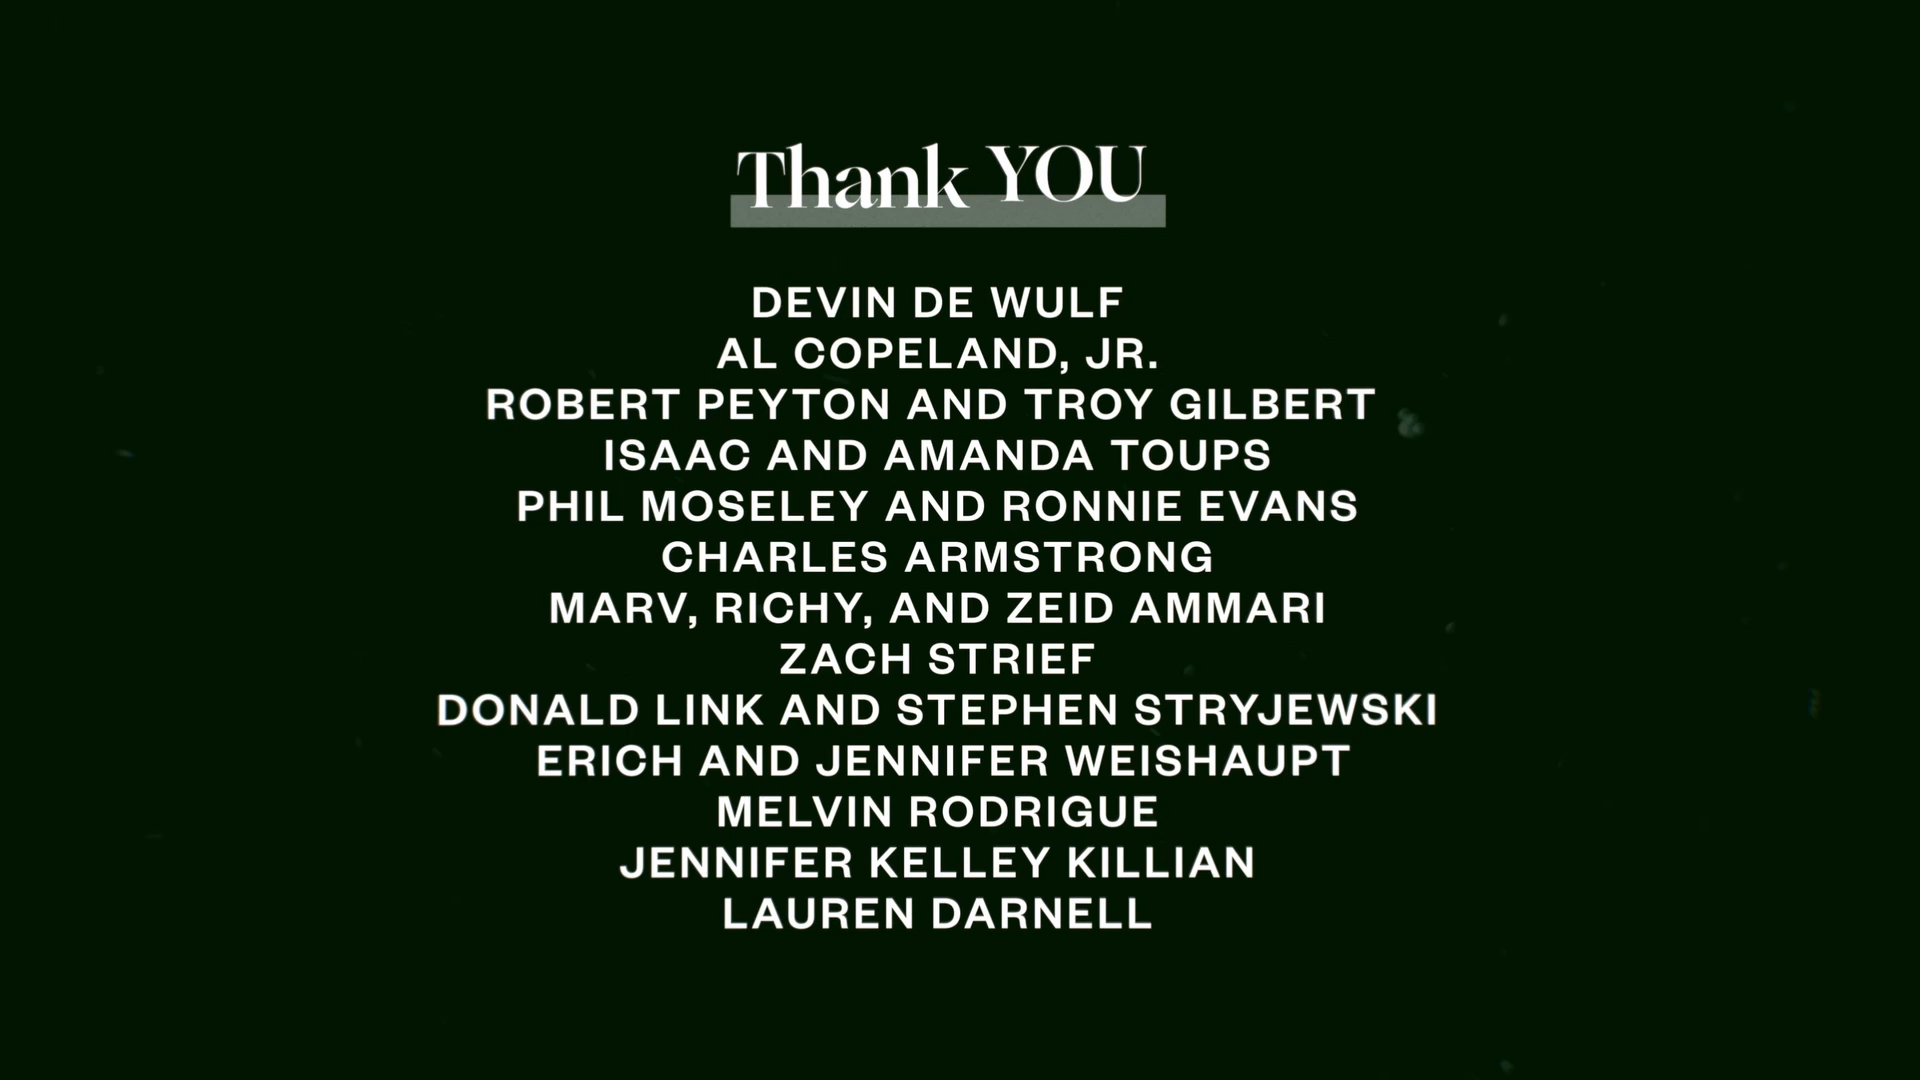 Thank YOU
DEVIN DE WULF
AL COPELAND, JR.
ROBERT PEYTON AND TROY GILBERT
ISAAC AND AMANDA TOUPS
PHIL MOSELEY AND RONNIE EVANS
CHARLES ARMSTRONG
MARV, RICHY, AND ZEID AMMARI
ZACH STRIEF
DONALD LINK AND STEPHEN STRYJEWSKI
ERICH AND JENNIFER WEISHAUPT
MELVIN RODRIGUE
JENNIFER KELLEY KILLIAN
LAUREN DARNELL